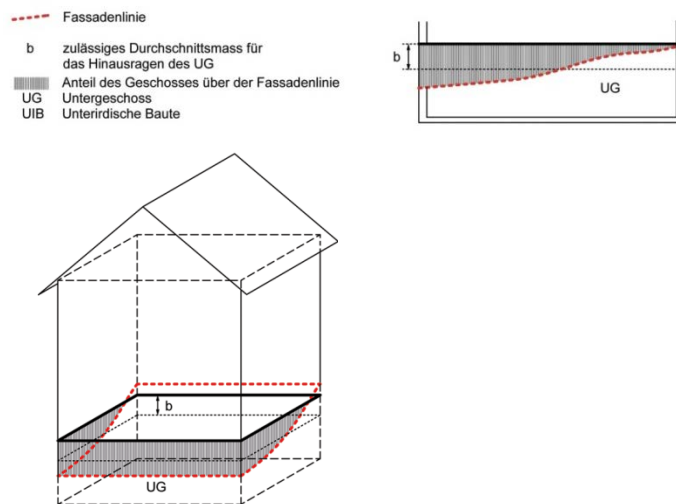 Fassadenlinie
b zulässiges Durchschnittsmass für
das Hinausragen des UG
Anteil des Geschosses über der Fassadenlinie
UG Untergeschoss
UIB Unterirdische Baute
b
UG
b
UG